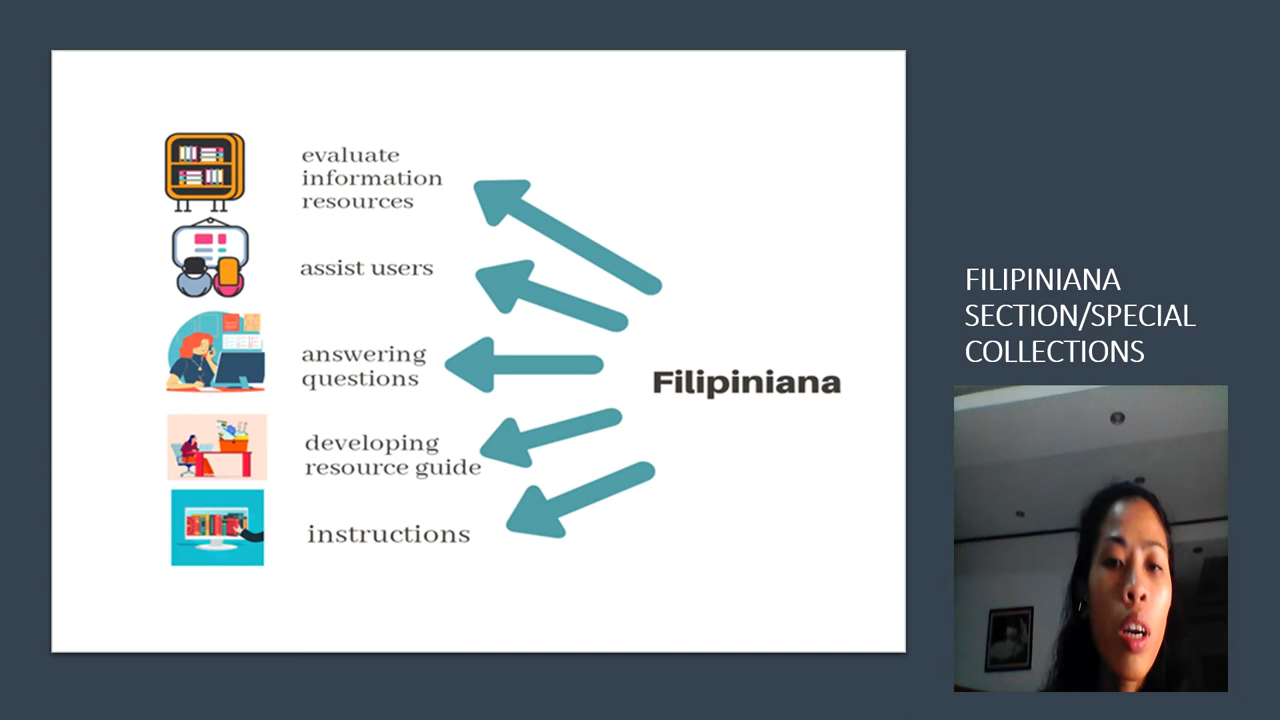 evaluate
information
resources
assist users
answering
questions
developing
resource guide
instructions
Filipiniana
FILIPINIANA
SECTION/SPECIAL
COLLECTIONS